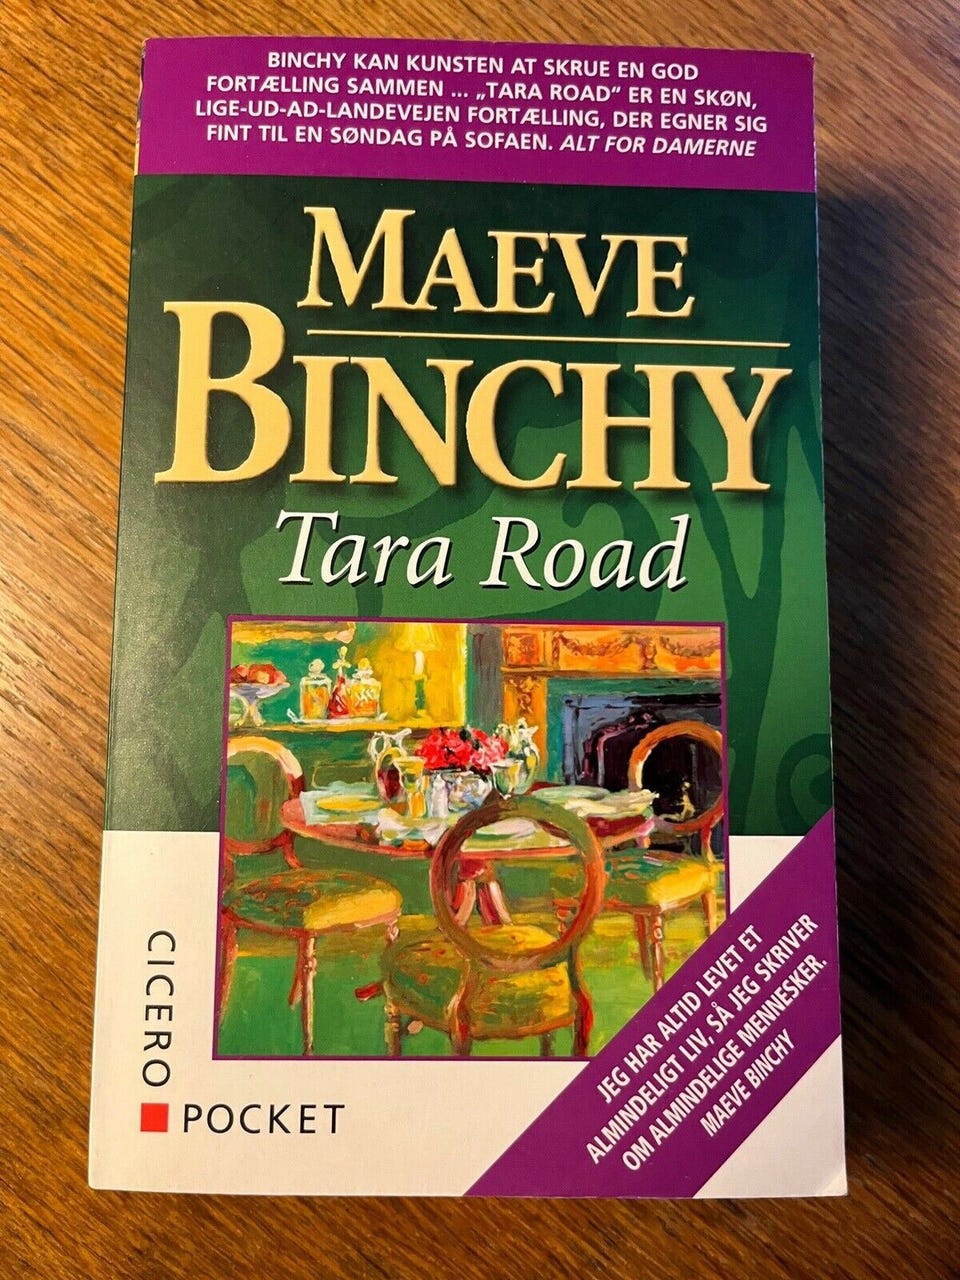 BINCHY KAN KUNSTEN AT SKRUE EN GOD
FORTÆLLING SAMMEN ... „TARA ROAD“ ER EN SKØN,
LIGE-UD-AD-LANDEVEJEN FORTÆLLING, DER EGNER SIG
FINT TIL EN SØNDAG PÅ SOFAEN. ALT FOR DAMERNE
MAEVE
BINCHY
Tara Road
CICERO
POCKET
JEG HAR ALTID LEVET ET
ALMINDELIGT LIV, SÅ JEG SKRIVER
OM ALMINDELIGE MENNESKER.
MAEVE BINCHY